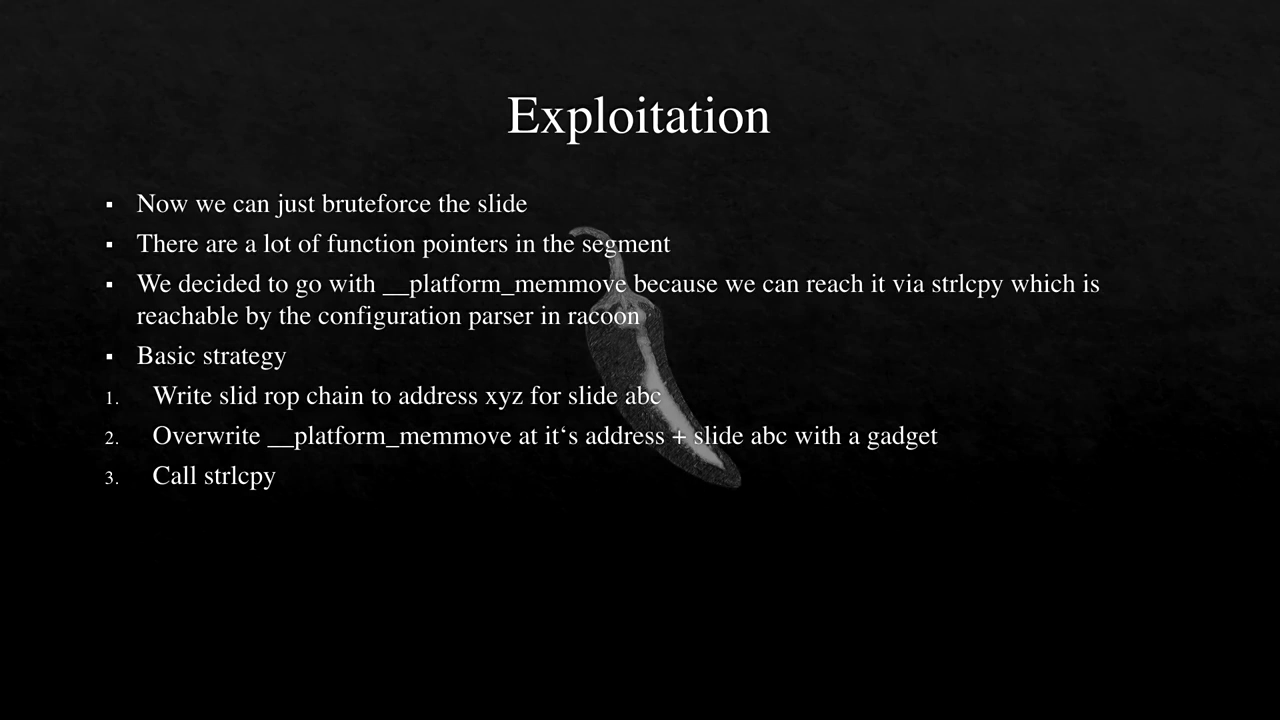 Exploitation
▪ Now we can just bruteforce the slide
▪ There are a lot of function pointers in the segment
▪ We decided to go with __platform_memmove because we can reach it via strlcpy which is
reachable by the configuration parser in racoon
▪ Basic strategy
1. Write slid rop chain to address xyz for slide abc
2. Overwrite __platform_memmove at it‘s address + slide abc with a gadget
3. Call strlcpy